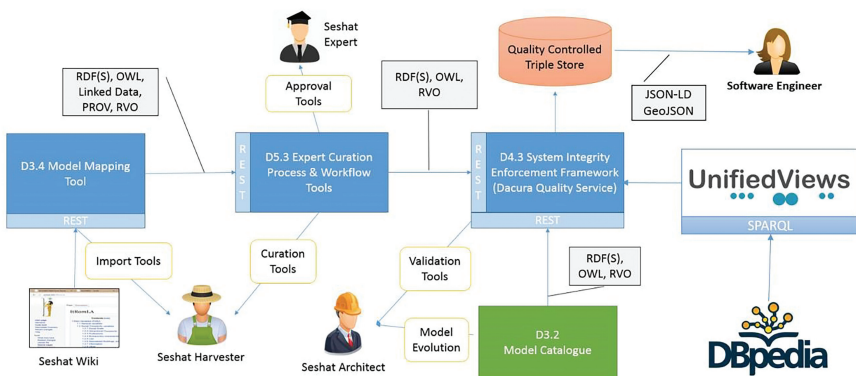 Seshat
Expert
Quality Controlled
Triple Store
Software Engineer
RDF(S), OWL,
Linked Data,
PROV, RVO
Approval
Tools
RDF(S), OWL,
RVO
JSON-LD
GeoJSON
D3.4 Model Mapping
Tool
REST
REST
D5.3 Expert Curation
Process & Workflow
Tools
REST
D4.3 System Integrity
Enforcement Framework
(Dacura Quality Service)
REST
UnifiedViews
SPARQL
Import Tools
Curation
Tools
Validation
Tools
RDF(S),
OWL, RVO
Seshat Wiki
Seshat Harvester
Seshat Architect
Model
Evolution
D3.2
Model Catalogue
DBpedia